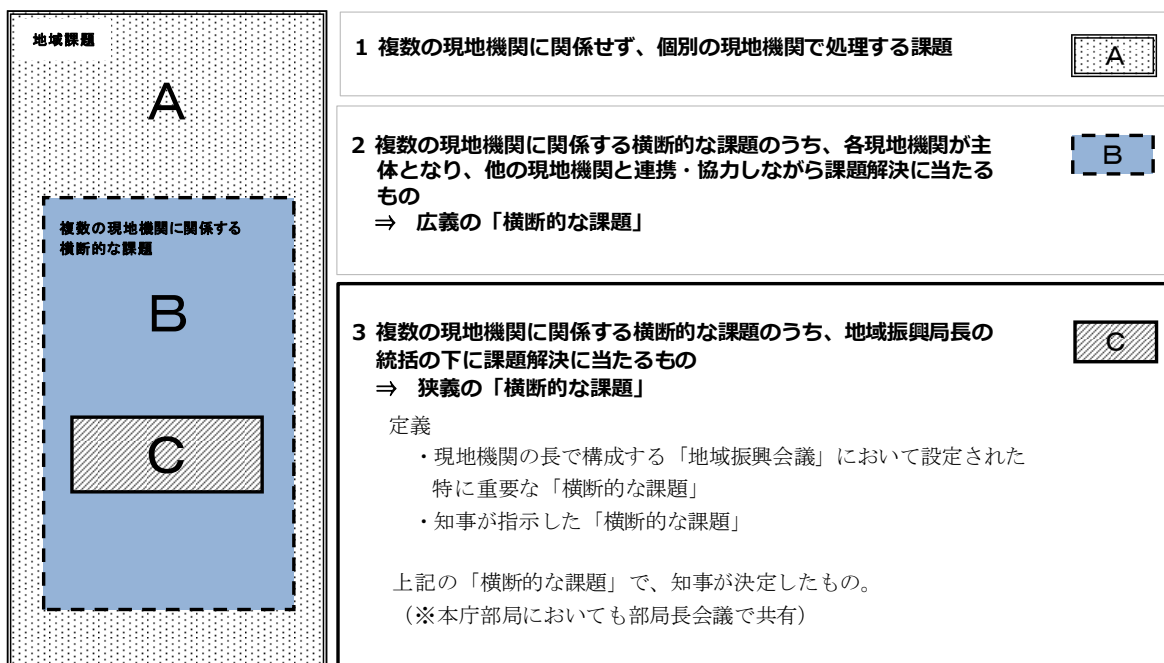 地域課題
A
複数の現地機関に関係する
横断的な課題
B
C
1 複数の現地機関に関係せず、個別の現地機関で処理する課題
A
2 複数の現地機関に関係する横断的な課題のうち、各現地機関が主
体となり、他の現地機関と連携・協力しながら課題解決に当たる
もの
⇒ 広義の「横断的な課題」
B
3 複数の現地機関に関係する横断的な課題のうち、地域振興局長の
統括の下に課題解決に当たるもの
⇒ 狭義の「横断的な課題」
C
定義
・現地機関の長で構成する「地域振興会議」において設定された
特に重要な「横断的な課題」
・知事が指示した「横断的な課題」
上記の「横断的な課題」で、知事が決定したもの。
（※本庁部局においても部局長会議で共有）